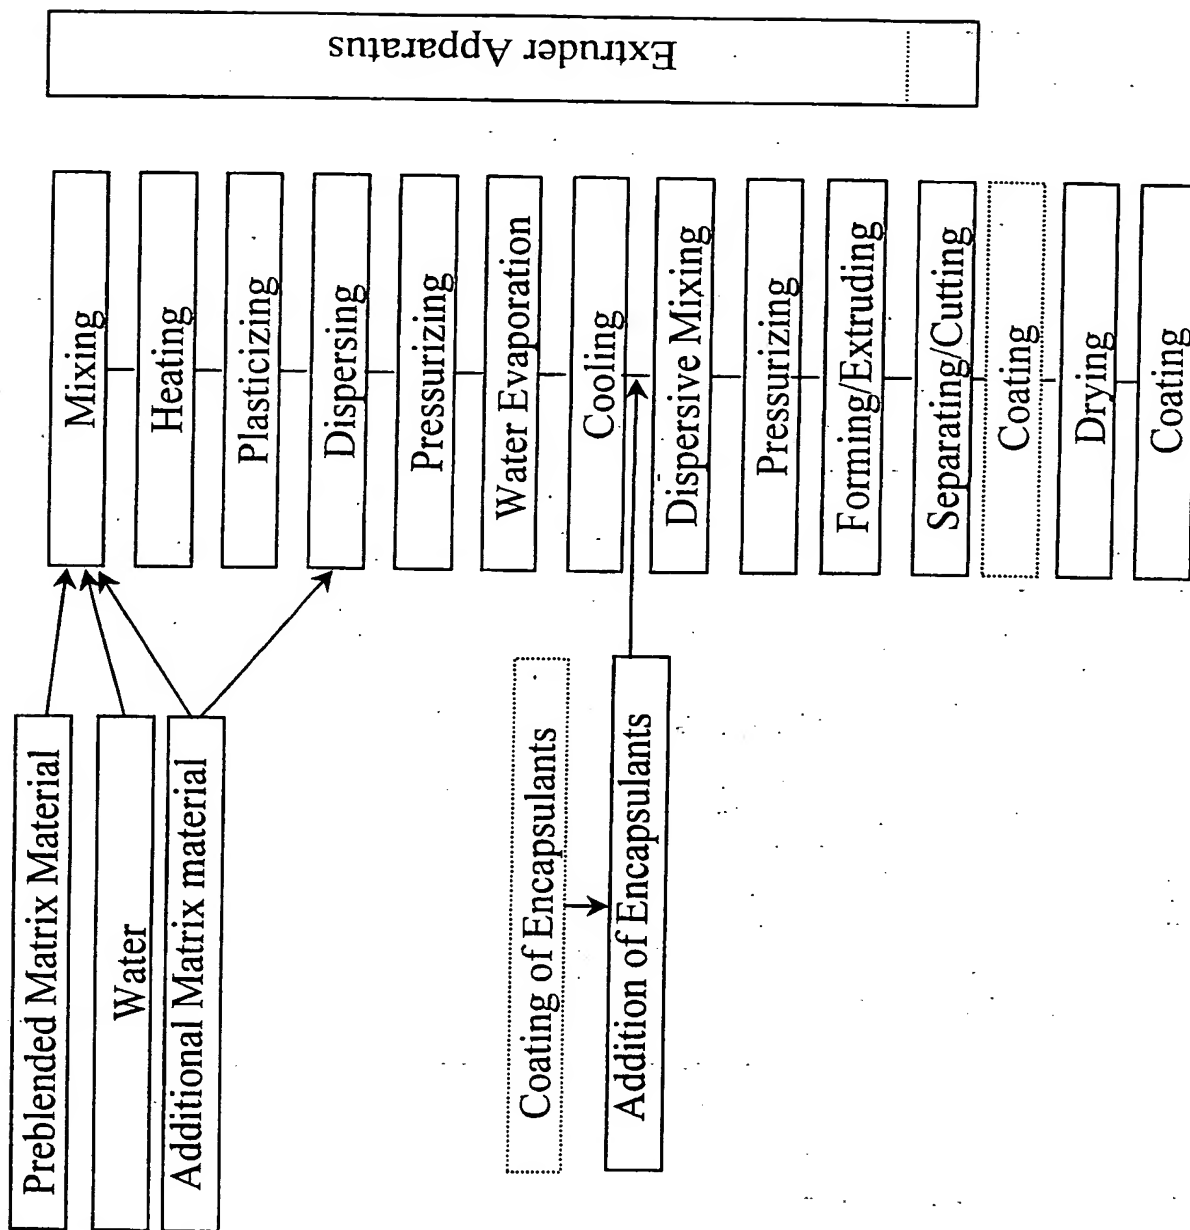 Preblended Matrix Material
Water
Additional Matrix material
Coating of Encapsulants
Addition of Encapsulants
Mixing
Heating
Plasticizing
Dispersing
Pressurizing
Water Evaporation
Cooling
Dispersive Mixing
Pressurizing
Forming/Extruding
Separating/Cutting
Coating
Drying
Coating
Extruder Apparatus